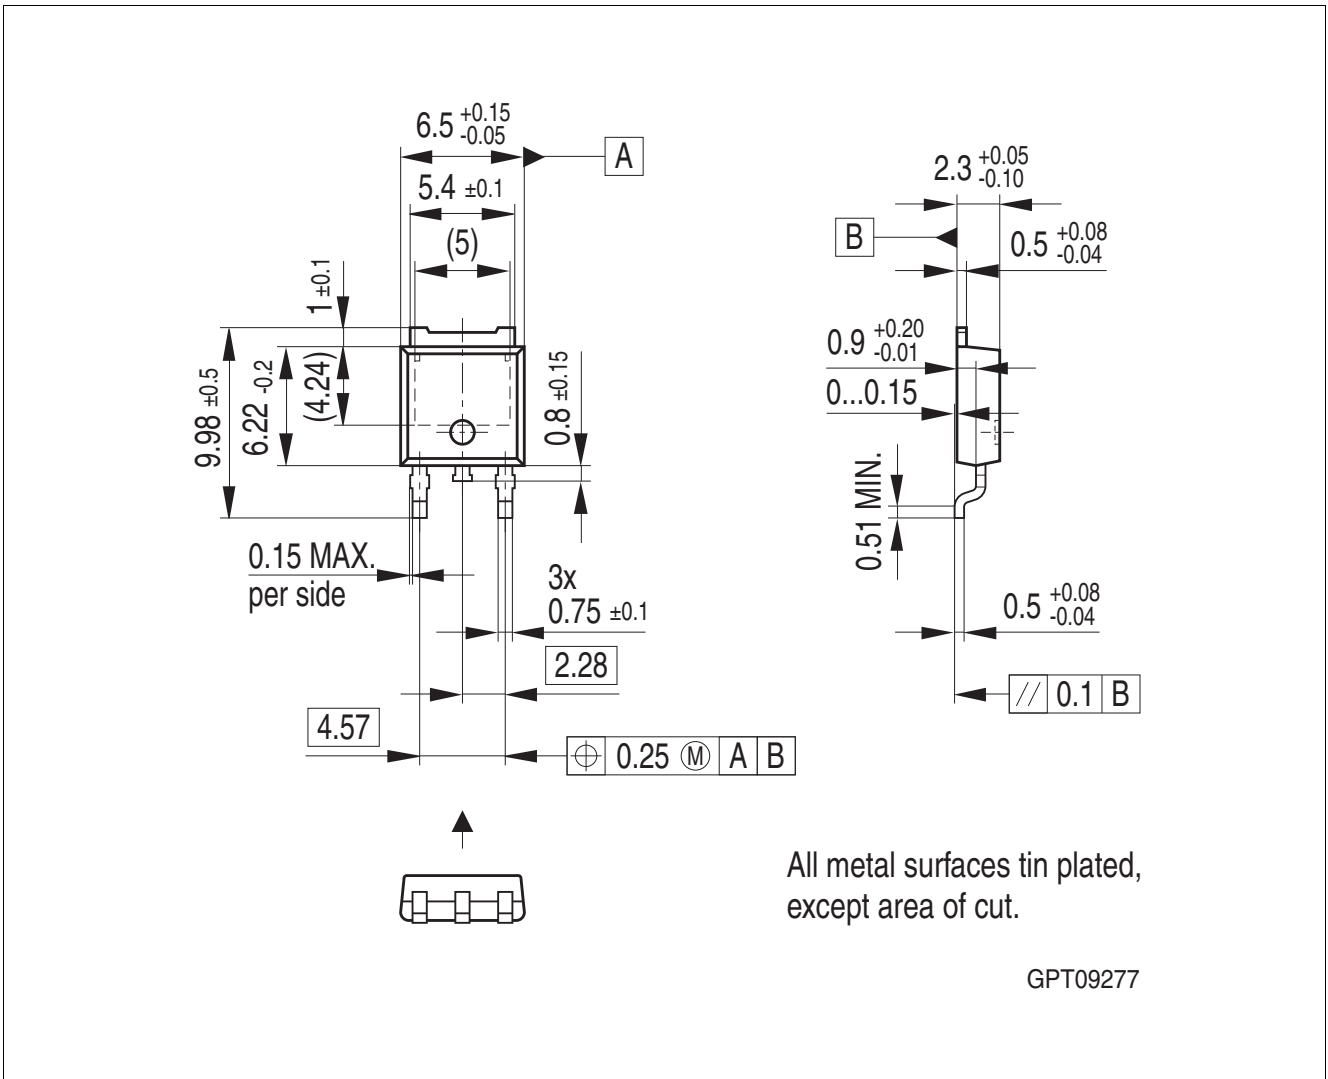 6.5 +0.15 -0.05
A
5.4 ±0.1
(5)
1 ±0.1
9.98 ±0.5
6.22 -0.2
(4.24)
0.8 ±0.15
0.15 MAX.
per side
3x
0.75 ±0.1
2.28
4.57
0.25 Ⓜ A B
2.3 +0.05 -0.10
B
0.5 +0.08 -0.04
0.9 +0.20 -0.01
0...0.15
0.51 MIN.
0.5 +0.08 -0.04
// 0.1 B
All metal surfaces tin plated,
except area of cut.
GPT09277